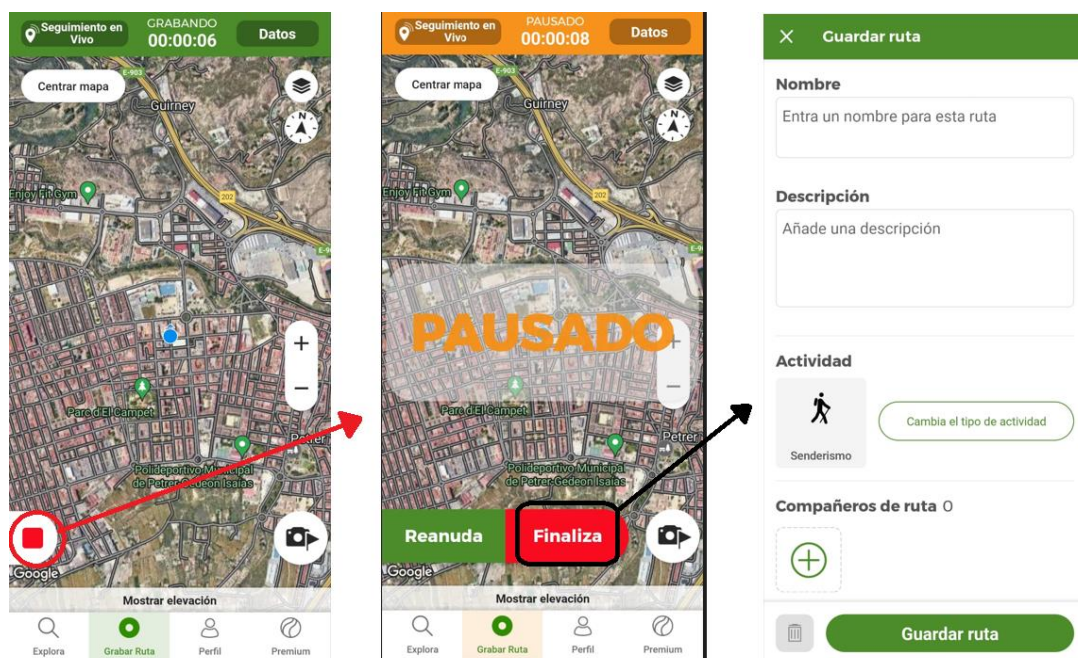 Seguimiento en
Vivo
GRABANDO
00:00:06
Datos
Centrar mapa
E-903
Guirney
N
Enjoy Fit Gym
202
E-9
+
−
Parc d'El Campet
Petrer
Polideportivo Municipal
de Petrer-Gedeon Isaías
Google
Mostrar elevación
Explora
Grabar Ruta
Perfil
Premium
Seguimiento en
Vivo
PAUSADO
00:00:08
Datos
Centrar mapa
E-903
Guirney
N
Enjoy Fit Gym
202
E-9
PAUSADO
+
−
Parc d'El Campet
Petrer
Polideportivo Municipal
de Petrer-Gedeon Isaías
Reanuda
Finaliza
Google
Mostrar elevación
Explora
Grabar Ruta
Perfil
Premium
Guardar ruta
Nombre
Entra un nombre para esta ruta
Descripción
Añade una descripción
Actividad
Cambia el tipo de actividad
Senderismo
Compañeros de ruta 0
Guardar ruta